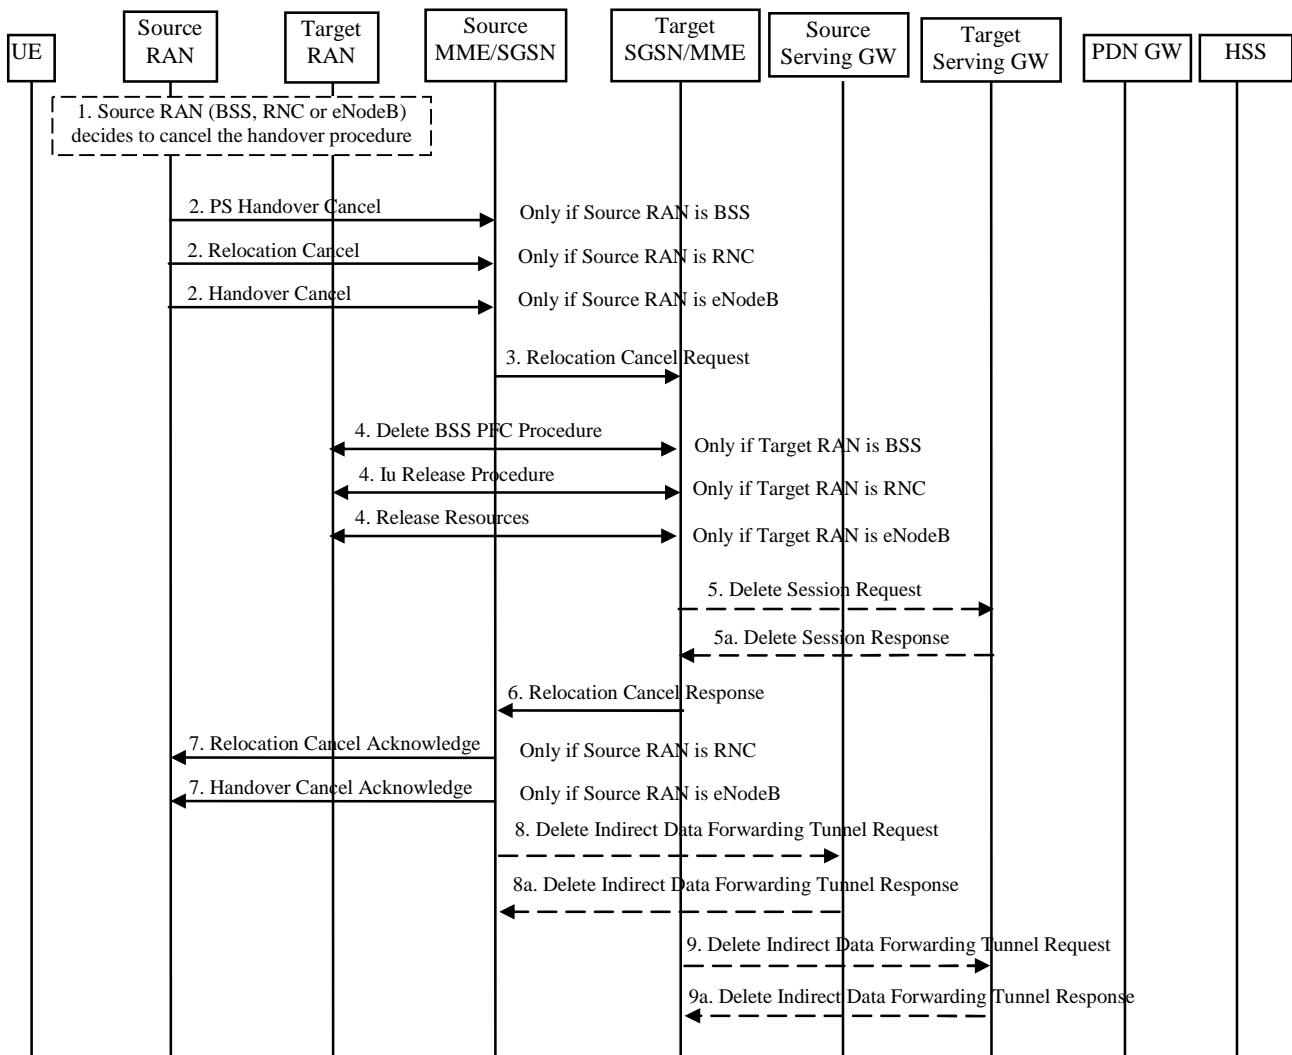 UE
Source
RAN
Target
RAN
Source
MME/SGSN
Target
SGSN/MME
Source
Serving GW
Target
Serving GW
PDN GW
HSS
1. Source RAN (BSS, RNC or eNodeB)
decides to cancel the handover procedure
2. PS Handover Cancel
Only if Source RAN is BSS
2. Relocation Cancel
Only if Source RAN is RNC
2. Handover Cancel
Only if Source RAN is eNodeB
3. Relocation Cancel Request
4. Delete BSS PFC Procedure
Only if Target RAN is BSS
4. Iu Release Procedure
Only if Target RAN is RNC
4. Release Resources
Only if Target RAN is eNodeB
5. Delete Session Request
5a. Delete Session Response
6. Relocation Cancel Response
7. Relocation Cancel Acknowledge
Only if Source RAN is RNC
7. Handover Cancel Acknowledge
Only if Source RAN is eNodeB
8. Delete Indirect Data Forwarding Tunnel Request
8a. Delete Indirect Data Forwarding Tunnel Response
9. Delete Indirect Data Forwarding Tunnel Request
9a. Delete Indirect Data Forwarding Tunnel Response